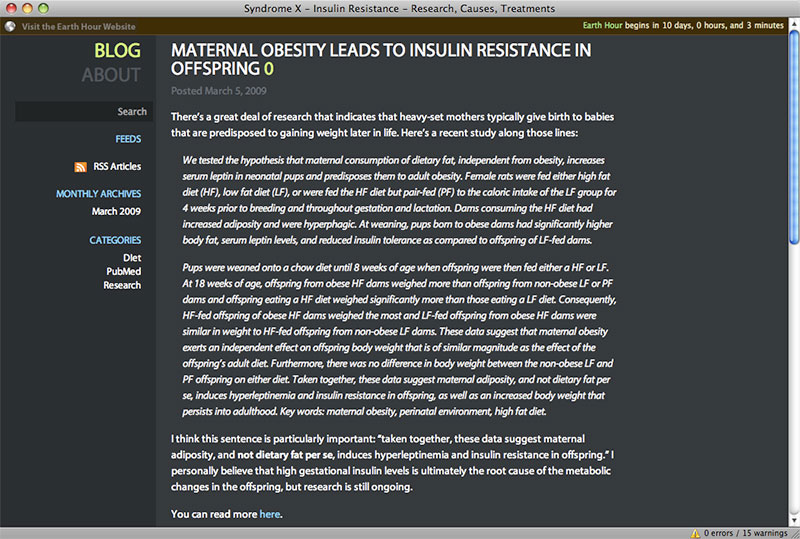 Syndrome X – Insulin Resistance – Research, Causes, Treatments
Visit the Earth Hour Website
Earth Hour begins in 10 days, 0 hours, and 3 minutes
BLOG
ABOUT
Search
FEEDS
RSS Articles
MONTHLY ARCHIVES
March 2009
CATEGORIES
Diet
PubMed
Research
MATERNAL OBESITY LEADS TO INSULIN RESISTANCE IN
OFFSPRING 0
Posted March 5, 2009
There's a great deal of research that indicates that heavy-set mothers typically give birth to babies
that are predisposed to gaining weight later in life. Here's a recent study along those lines:
We tested the hypothesis that maternal consumption of dietary fat, independent from obesity, increases
serum leptin in neonatal pups and predisposes them to adult obesity. Female rats were fed either high fat
diet (HF), low fat diet (LF), or were fed the HF diet but pair-fed (PF) to the caloric intake of the LF group for
4 weeks prior to breeding and throughout gestation and lactation. Dams consuming the HF diet had
increased adiposity and were hyperphagic. At weaning, pups born to obese dams had significantly higher
body fat, serum leptin levels, and reduced insulin tolerance as compared to offspring of LF-fed dams.
Pups were weaned onto a chow diet until 8 weeks of age when offspring were then fed either a HF or LF.
At 18 weeks of age, offspring from obese HF dams weighed more than offspring from non-obese LF or PF
dams and offspring eating a HF diet weighed significantly more than those eating a LF diet. Consequently,
HF-fed offspring of obese HF dams weighed the most and LF-fed offspring from obese HF dams were
similar in weight to HF-fed offspring from non-obese LF dams. These data suggest that maternal obesity
exerts an independent effect on offspring body weight that is of similar magnitude as the effect of the
offspring's adult diet. Furthermore, there was no difference in body weight between the non-obese LF and
PF offspring on either diet. Taken together, these data suggest maternal adiposity, and not dietary fat per
se, induces hyperleptinemia and insulin resistance in offspring, as well as an increased body weight that
persists into adulthood. Key words: maternal obesity, perinatal environment, high fat diet.
I think this sentence is particularly important: “taken together, these data suggest maternal
adiposity, and not dietary fat per se, induces hyperleptinemia and insulin resistance in offspring.” I
personally believe that high gestational insulin levels is ultimately the root cause of the metabolic
changes in the offspring, but research is still ongoing.
You can read more here.
0 errors / 15 warnings